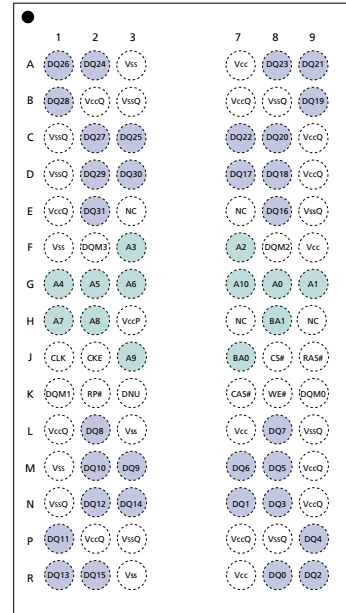 1 2 3 7 8 9
A DQ26 DQ24 Vss Vcc DQ23 DQ21
B DQ28 VccQ VssQ VccQ VssQ DQ19
C VssQ DQ27 DQ25 DQ22 DQ20 VccQ
D VssQ DQ29 DQ30 DQ17 DQ18 VccQ
E VccQ DQ31 NC NC DQ16 VssQ
F Vss DQM3 A3 A2 DQM2 Vcc
G A4 A5 A6 A10 A0 A1
H A7 A8 VccP NC BA1 NC
J CLK CKE A9 BA0 CS# RAS#
K DQM1 RP# DNU CAS# WE# DQM0
L VccQ DQ8 Vss Vcc DQ7 VssQ
M Vss DQ10 DQ9 DQ6 DQ5 VccQ
N VssQ DQ12 DQ14 DQ1 DQ3 VccQ
P DQ11 VccQ VssQ VccQ VssQ DQ4
R DQ13 DQ15 Vss Vcc DQ0 DQ2